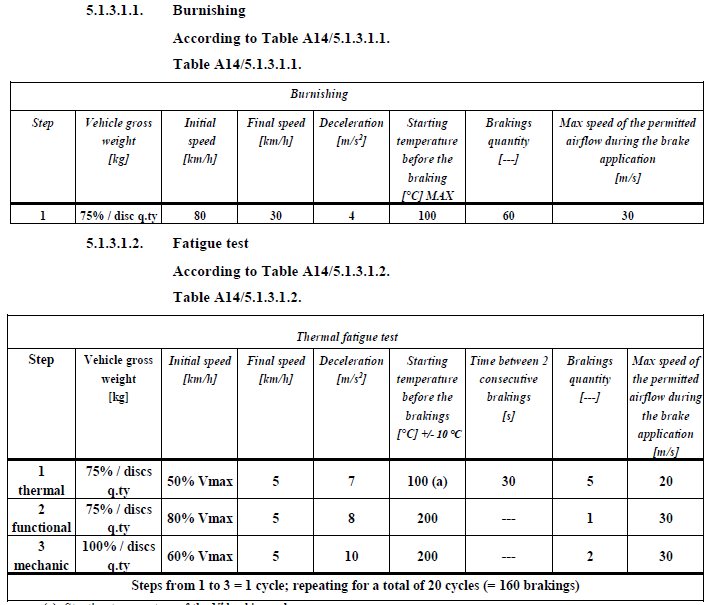 5.1.3.1.1. Burnishing
According to Table A14/5.1.3.1.1.
Table A14/5.1.3.1.1.
Burnishing
Step | Vehicle gross weight [kg] | Initial speed [km/h] | Final speed [km/h] | Deceleration [m/s²] | Starting temperature before the braking [°C] MAX | Brakings quantity [---] | Max speed of the permitted airflow during the brake application [m/s]
1 | 75% / disc q.ty | 80 | 30 | 4 | 100 | 60 | 30
5.1.3.1.2. Fatigue test
According to Table A14/5.1.3.1.2.
Table A14/5.1.3.1.2.
Thermal fatigue test
Step | Vehicle gross weight [kg] | Initial speed [km/h] | Final speed [km/h] | Deceleration [m/s²] | Starting temperature before the brakings [°C] +/- 10 °C | Time between 2 consecutive brakings [s] | Brakings quantity [---] | Max speed of the permitted airflow during the brake application [m/s]
1 thermal | 75% / discs q.ty | 50% Vmax | 5 | 7 | 100 (a) | 30 | 5 | 20
2 functional | 75% / discs q.ty | 80% Vmax | 5 | 8 | 200 | --- | 1 | 30
3 mechanic | 100% / discs q.ty | 60% Vmax | 5 | 10 | 200 | --- | 2 | 30
Steps from 1 to 3 = 1 cycle; repeating for a total of 20 cycles (= 160 brakings)